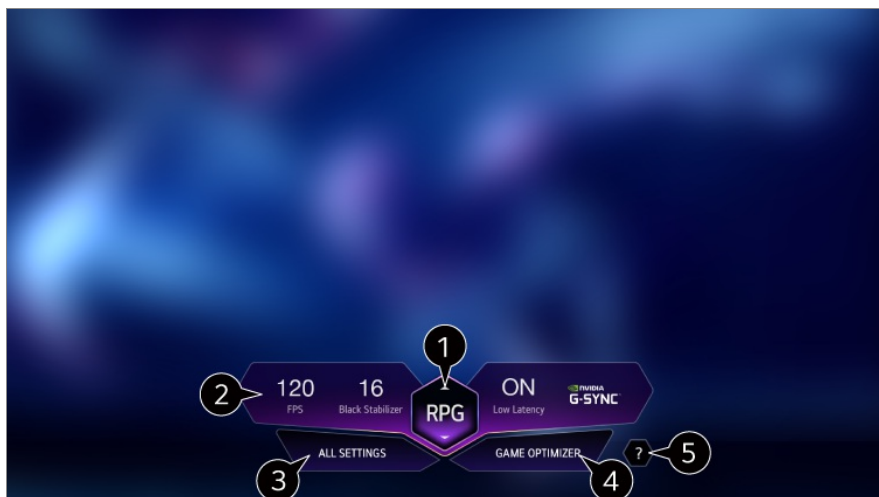 1
2
120
FPS
16
Black Stabilizer
RPG
ON
Low Latency
NVIDIA
G-SYNC
ALL SETTINGS
GAME OPTIMIZER
?
3
4
5